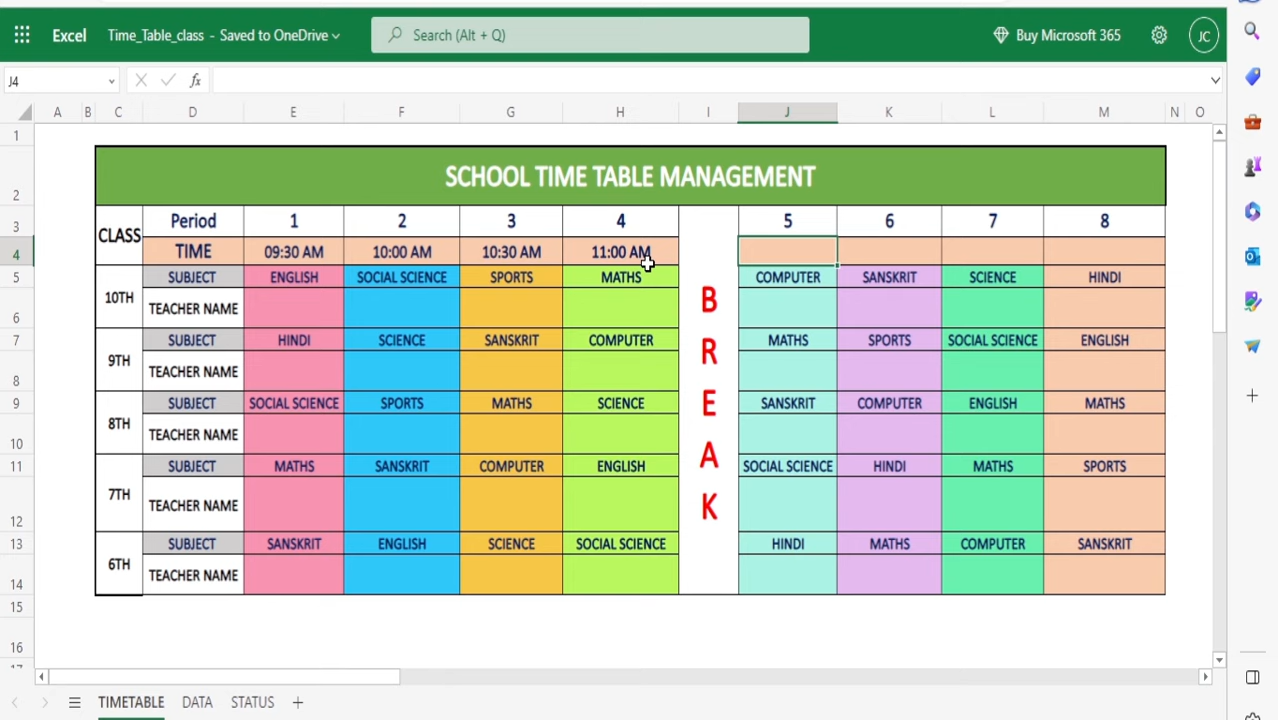 Excel Time_Table_class - Saved to OneDrive Search (Alt + Q) Buy Microsoft 365 JC
J4 fx
A B C D E F G H I J K L M N O
1
2 SCHOOL TIME TABLE MANAGEMENT
3 CLASS Period 1 2 3 4 5 6 7 8
4 TIME 09:30 AM 10:00 AM 10:30 AM 11:00 AM
5 10TH SUBJECT ENGLISH SOCIAL SCIENCE SPORTS MATHS COMPUTER SANSKRIT SCIENCE HINDI
6 TEACHER NAME
7 9TH SUBJECT HINDI SCIENCE SANSKRIT COMPUTER MATHS SPORTS SOCIAL SCIENCE ENGLISH
8 TEACHER NAME
9 8TH SUBJECT SOCIAL SCIENCE SPORTS MATHS SCIENCE SANSKRIT COMPUTER ENGLISH MATHS
10 TEACHER NAME
11 7TH SUBJECT MATHS SANSKRIT COMPUTER ENGLISH SOCIAL SCIENCE HINDI MATHS SPORTS
12 TEACHER NAME
13 6TH SUBJECT SANSKRIT ENGLISH SCIENCE SOCIAL SCIENCE HINDI MATHS COMPUTER SANSKRIT
14 TEACHER NAME
B
R
E
A
K
15
16
17
TIMETABLE DATA STATUS